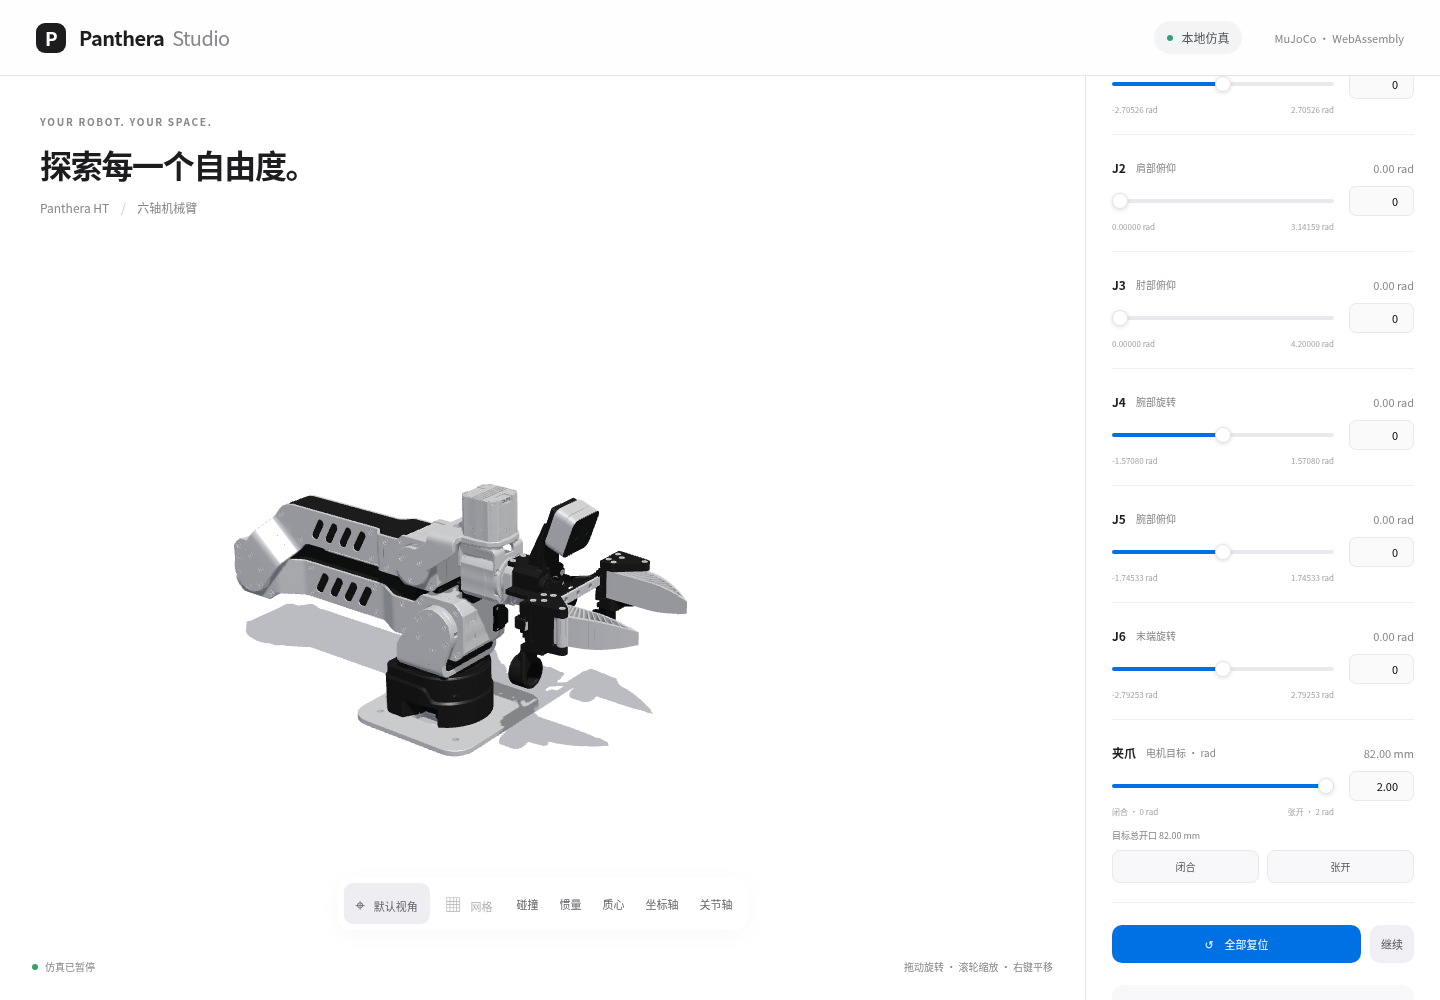 P Panthera Studio
本地仿真
MuJoCo · WebAssembly
YOUR ROBOT. YOUR SPACE.
探索每一个自由度。
Panthera HT / 六轴机械臂
0
-2.70526 rad 2.70526 rad
J2 肩部俯仰 0.00 rad
0
0.00000 rad 3.14159 rad
J3 肘部俯仰 0.00 rad
0
0.00000 rad 4.20000 rad
J4 腕部旋转 0.00 rad
0
-1.57080 rad 1.57080 rad
J5 腕部俯仰 0.00 rad
0
-1.74533 rad 1.74533 rad
J6 末端旋转 0.00 rad
0
-2.79253 rad 2.79253 rad
夹爪 电机目标 · rad 82.00 mm
2.00
闭合 · 0 rad 张开 · 2 rad
目标总开口 82.00 mm
闭合 张开
↺ 全部复位 继续
⌖ 默认视角 网格 碰撞 惯量 质心 坐标轴 关节轴
仿真已暂停
拖动旋转 · 滚轮缩放 · 右键平移